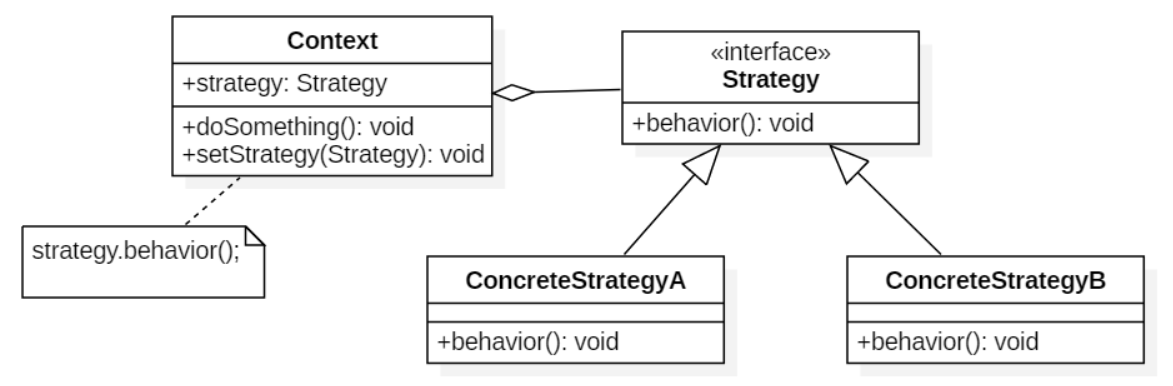 Context
+strategy: Strategy
+doSomething(): void
+setStrategy(Strategy): void
«interface»
Strategy
+behavior(): void
strategy.behavior();
ConcreteStrategyA
+behavior(): void
ConcreteStrategyB
+behavior(): void